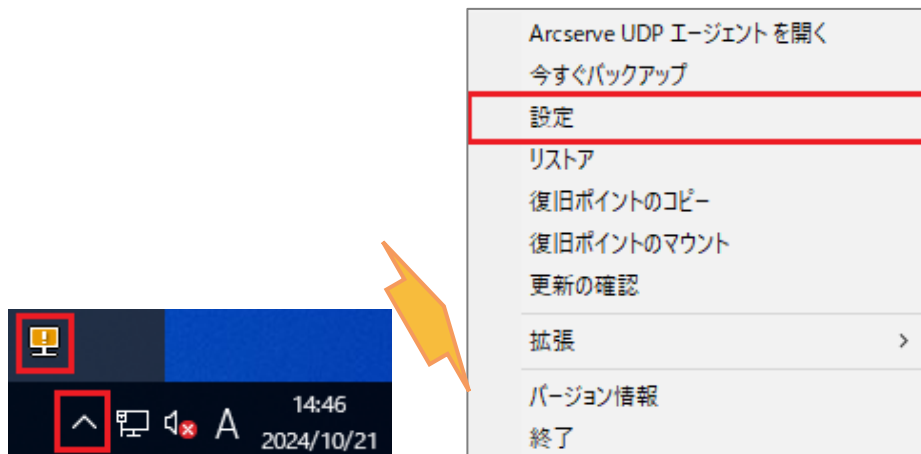 Arcserve UDP エージェント を開く
今すぐバックアップ
設定
リストア
復旧ポイントのコピー
復旧ポイントのマウント
更新の確認
拡張
バージョン情報
終了
A
14:46
2024/10/21